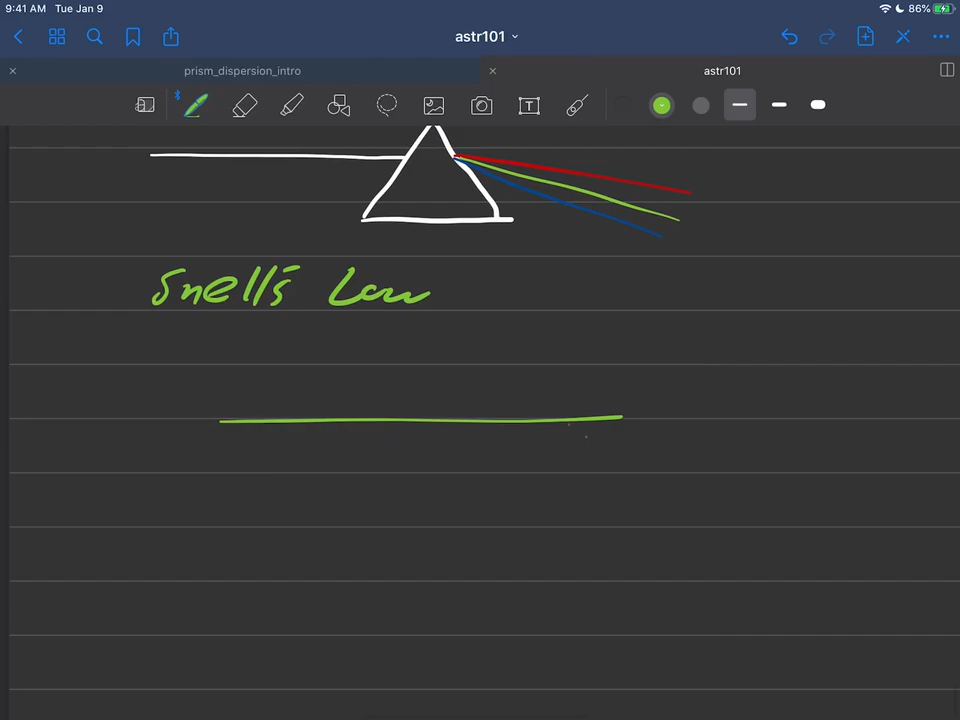 9:41 AM Tue Jan 9
86%
astr101
prism_dispersion_intro
astr101
T
Snell's Law